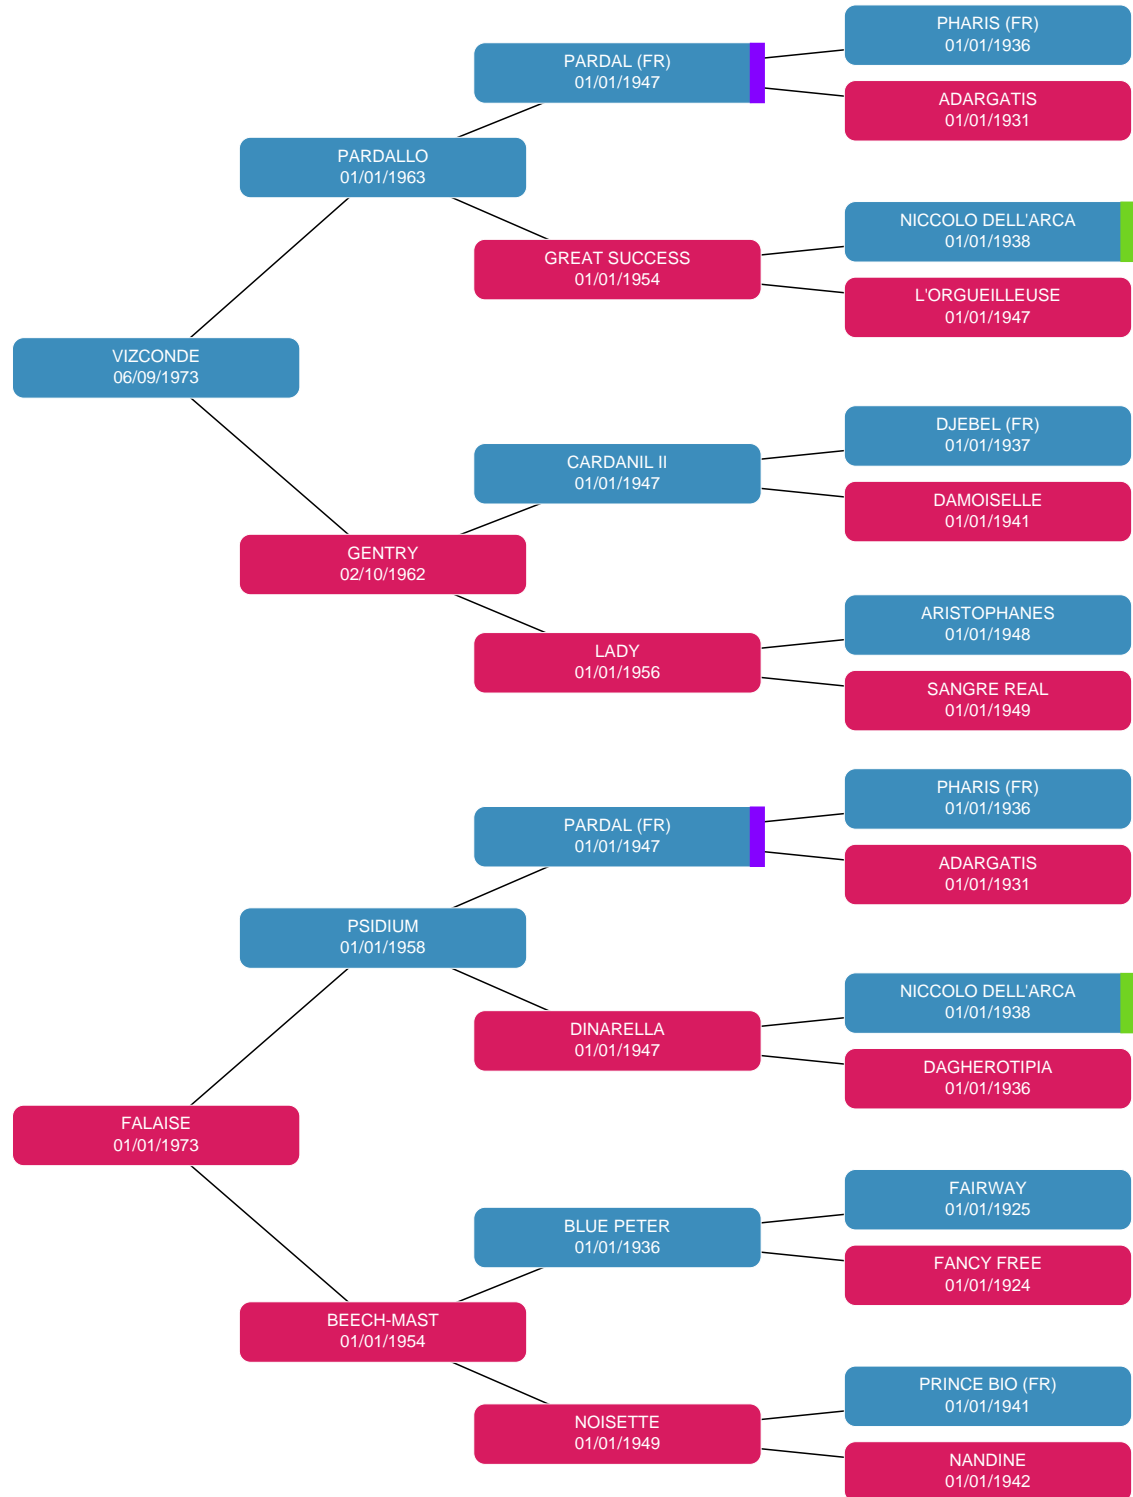 PHARIS (FR)
01/01/1936
PARDAL (FR)
01/01/1947
ADARGATIS
01/01/1931
PARDALLO
01/01/1963
NICCOLO DELL'ARCA
01/01/1938
GREAT SUCCESS
01/01/1954
L'ORGUEILLEUSE
01/01/1947
VIZCONDE
06/09/1973
DJEBEL (FR)
01/01/1937
CARDANIL II
01/01/1947
DAMOISELLE
01/01/1941
GENTRY
02/10/1962
ARISTOPHANES
01/01/1948
LADY
01/01/1956
SANGRE REAL
01/01/1949
PHARIS (FR)
01/01/1936
PARDAL (FR)
01/01/1947
ADARGATIS
01/01/1931
PSIDIUM
01/01/1958
NICCOLO DELL'ARCA
01/01/1938
DINARELLA
01/01/1947
DAGHEROTIPIA
01/01/1936
FALAISE
01/01/1973
FAIRWAY
01/01/1925
BLUE PETER
01/01/1936
FANCY FREE
01/01/1924
BEECH-MAST
01/01/1954
PRINCE BIO (FR)
01/01/1941
NOISETTE
01/01/1949
NANDINE
01/01/1942